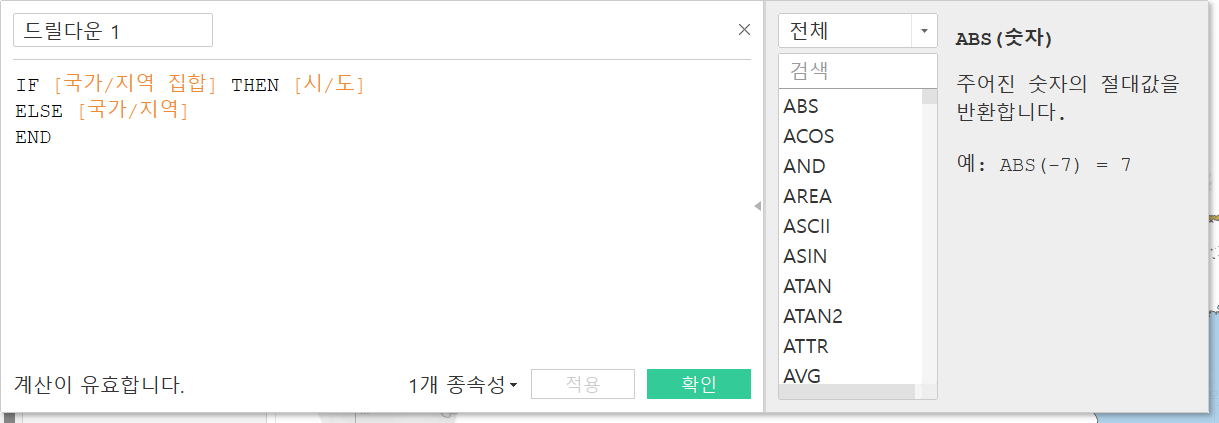 드릴다운 1
IF [국가/지역 집합] THEN [시/도]
ELSE [국가/지역]
END
계산이 유효합니다.
1개 종속성
적용
확인
전체
검색
ABS
ACOS
AND
AREA
ASCII
ASIN
ATAN
ATAN2
ATTR
AVG
ABS(숫자)
주어진 숫자의 절대값을
반환합니다.
예: ABS(-7) = 7